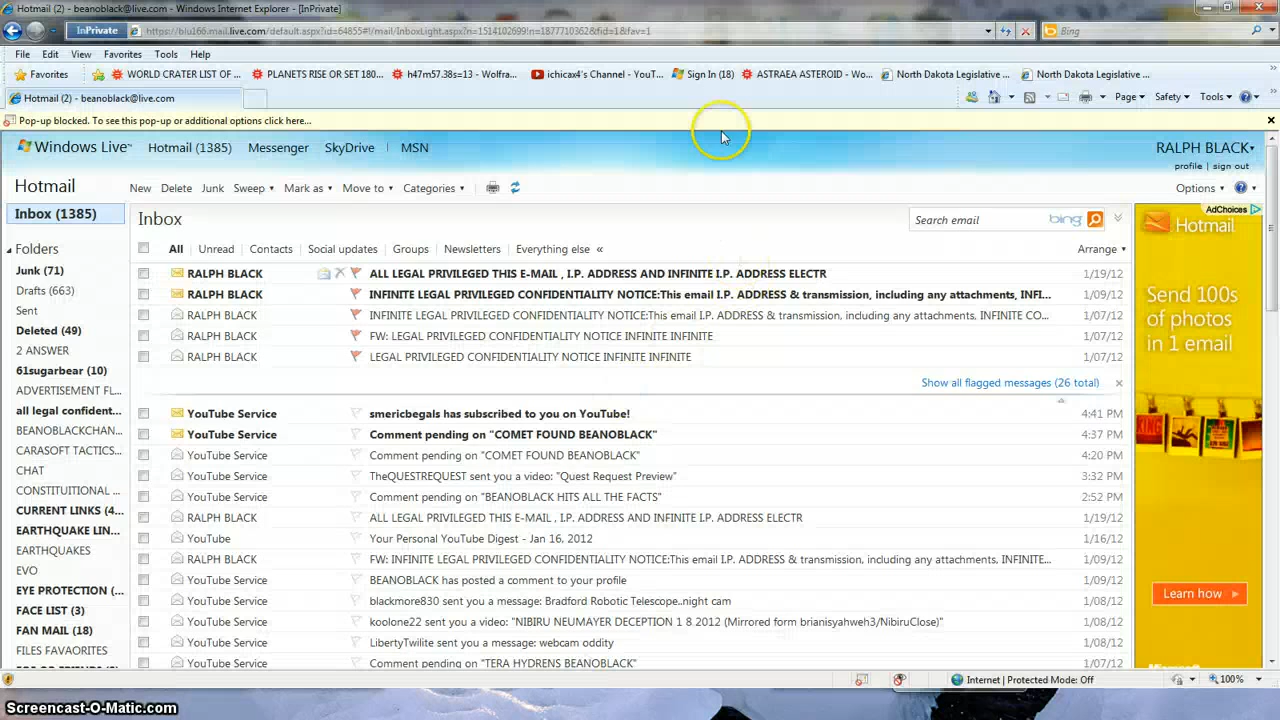 Hotmail (2) - beanoblack@live.com - Windows Internet Explorer - [InPrivate]
InPrivate https://blu166.mail.live.com/default.aspx?id=64855#!/mail/InboxLight.aspx?n=1514102699!n=1877710362&fid=1&fav=1 Bing
File Edit View Favorites Tools Help
Favorites WORLD CRATER LIST OF ... PLANETS RISE OR SET 180... h47m57.38s=13 - Wolfra... ichicax4's Channel - YouT... Sign In (18) ASTRAEA ASTEROID - Wo... North Dakota Legislative ... North Dakota Legislative ...
Hotmail (2) - beanoblack@live.com
Page Safety Tools
Pop-up blocked. To see this pop-up or additional options click here...
Windows Live™ Hotmail (1385) Messenger SkyDrive MSN RALPH BLACK
profile | sign out
Hotmail New Delete Junk Sweep Mark as Move to Categories Options
Inbox (1385) Inbox Search email bing AdChoices
Hotmail
Folders All Unread Contacts Social updates Groups Newsletters Everything else « Arrange
Junk (71) RALPH BLACK ALL LEGAL PRIVILEGED THIS E-MAIL , I.P. ADDRESS AND INFINITE I.P. ADDRESS ELECTR 1/19/12
Drafts (663) RALPH BLACK INFINITE LEGAL PRIVILEGED CONFIDENTIALITY NOTICE:This email I.P. ADDRESS & transmission, including any attachments, INFI... 1/09/12
Sent RALPH BLACK INFINITE LEGAL PRIVILEGED CONFIDENTIALITY NOTICE:This email I.P. ADDRESS & transmission, including any attachments, INFINITE CO... 1/07/12
Deleted (49) RALPH BLACK FW: LEGAL PRIVILEGED CONFIDENTIALITY NOTICE INFINITE INFINITE 1/07/12
2 ANSWER RALPH BLACK LEGAL PRIVILEGED CONFIDENTIALITY NOTICE INFINITE INFINITE 1/07/12
61sugarbear (10)
ADVERTISEMENT FL... Show all flagged messages (26 total)
all legal confident... YouTube Service smericbegals has subscribed to you on YouTube! 4:41 PM
BEANOBLACKCHAN... YouTube Service Comment pending on "COMET FOUND BEANOBLACK" 4:37 PM
CARASOFT TACTICS... YouTube Service Comment pending on "COMET FOUND BEANOBLACK" 4:20 PM
CHAT YouTube Service TheQUESTREQUEST sent you a video: "Quest Request Preview" 3:32 PM
CONSTITUTIONAL ... YouTube Service Comment pending on "BEANOBLACK HITS ALL THE FACTS" 2:52 PM
CURRENT LINKS (4... RALPH BLACK ALL LEGAL PRIVILEGED THIS E-MAIL , I.P. ADDRESS AND INFINITE I.P. ADDRESS ELECTR 1/19/12
EARTHQUAKE LIN... YouTube Your Personal YouTube Digest - Jan 16, 2012 1/16/12
EARTHQUAKES RALPH BLACK FW: INFINITE LEGAL PRIVILEGED CONFIDENTIALITY NOTICE:This email I.P. ADDRESS & transmission, including any attachments, INFINITE... 1/09/12
EVO YouTube Service BEANOBLACK has posted a comment to your profile 1/09/12
EYE PROTECTION (... YouTube Service blackmore830 sent you a message: Bradford Robotic Telescope..night cam 1/08/12
FACE LIST (3) YouTube Service koolone22 sent you a video: "NIBIRU NEUMAYER DECEPTION 1 8 2012 (Mirrored form brianisyahweh3/NibiruClose)" 1/08/12
FAN MAIL (18) YouTube Service LibertyTwilite sent you a message: webcam oddity 1/08/12
FILES FAVORITES YouTube Service Comment pending on "TERA HYDRENS BEANOBLACK" 1/07/12
Send 100s
of photos
in 1 email
KING
Learn how
Microsoft
Internet | Protected Mode: Off 100%
Screencast-O-Matic.com